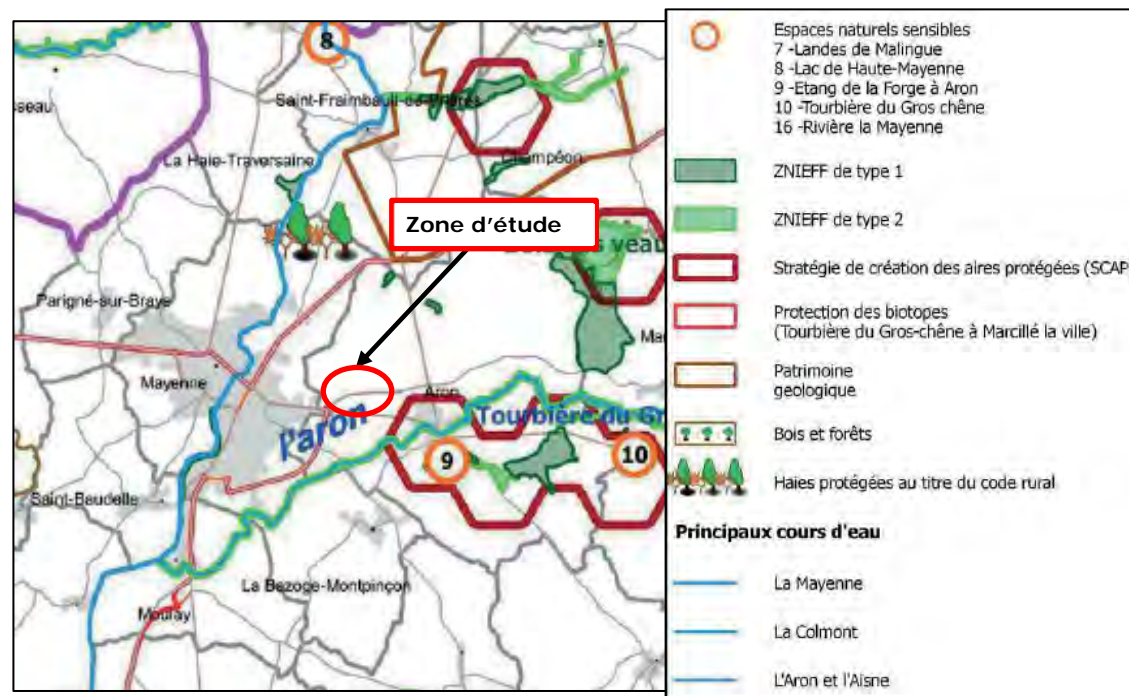 8
Saint-Fraimbault-de-Prières
La Haie-Traversaine
Champéon
Zone d'étude
Parigné-sur-Braye
Mayenne
Aron
l'aron
Tourbière du Gr
9
10
Saint-Baudelle
La Bazoge-Montpinçon
Moulay
Espaces naturels sensibles
7 -Landes de Malingue
8 -Lac de Haute-Mayenne
9 -Etang de la Forge à Aron
10 -Tourbière du Gros chêne
16 -Rivière la Mayenne
ZNIEFF de type 1
ZNIEFF de type 2
Stratégie de création des aires protégées (SCAP
Protection des biotopes
(Tourbière du Gros-chêne à Marcillé la ville)
Patrimoine
geologique
Bois et forêts
Haies protégées au titre du code rural
Principaux cours d'eau
La Mayenne
La Colmont
L'Aron et l'Aisne